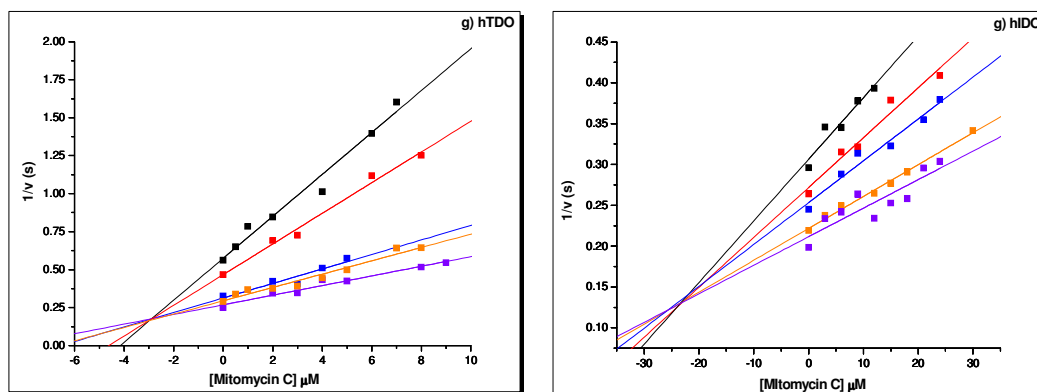 g) hTDO
2.00
1.75
1.50
1.25
1.00
0.75
0.50
0.25
0.00
1/v (s)
-6 -4 -2 0 2 4 6 8 10
[Mitomycin C] μM
g) hIDO
0.45
0.40
0.35
0.30
0.25
0.20
0.15
0.10
1/v (s)
-30 -20 -10 0 10 20 30
[MItomycin C] μM